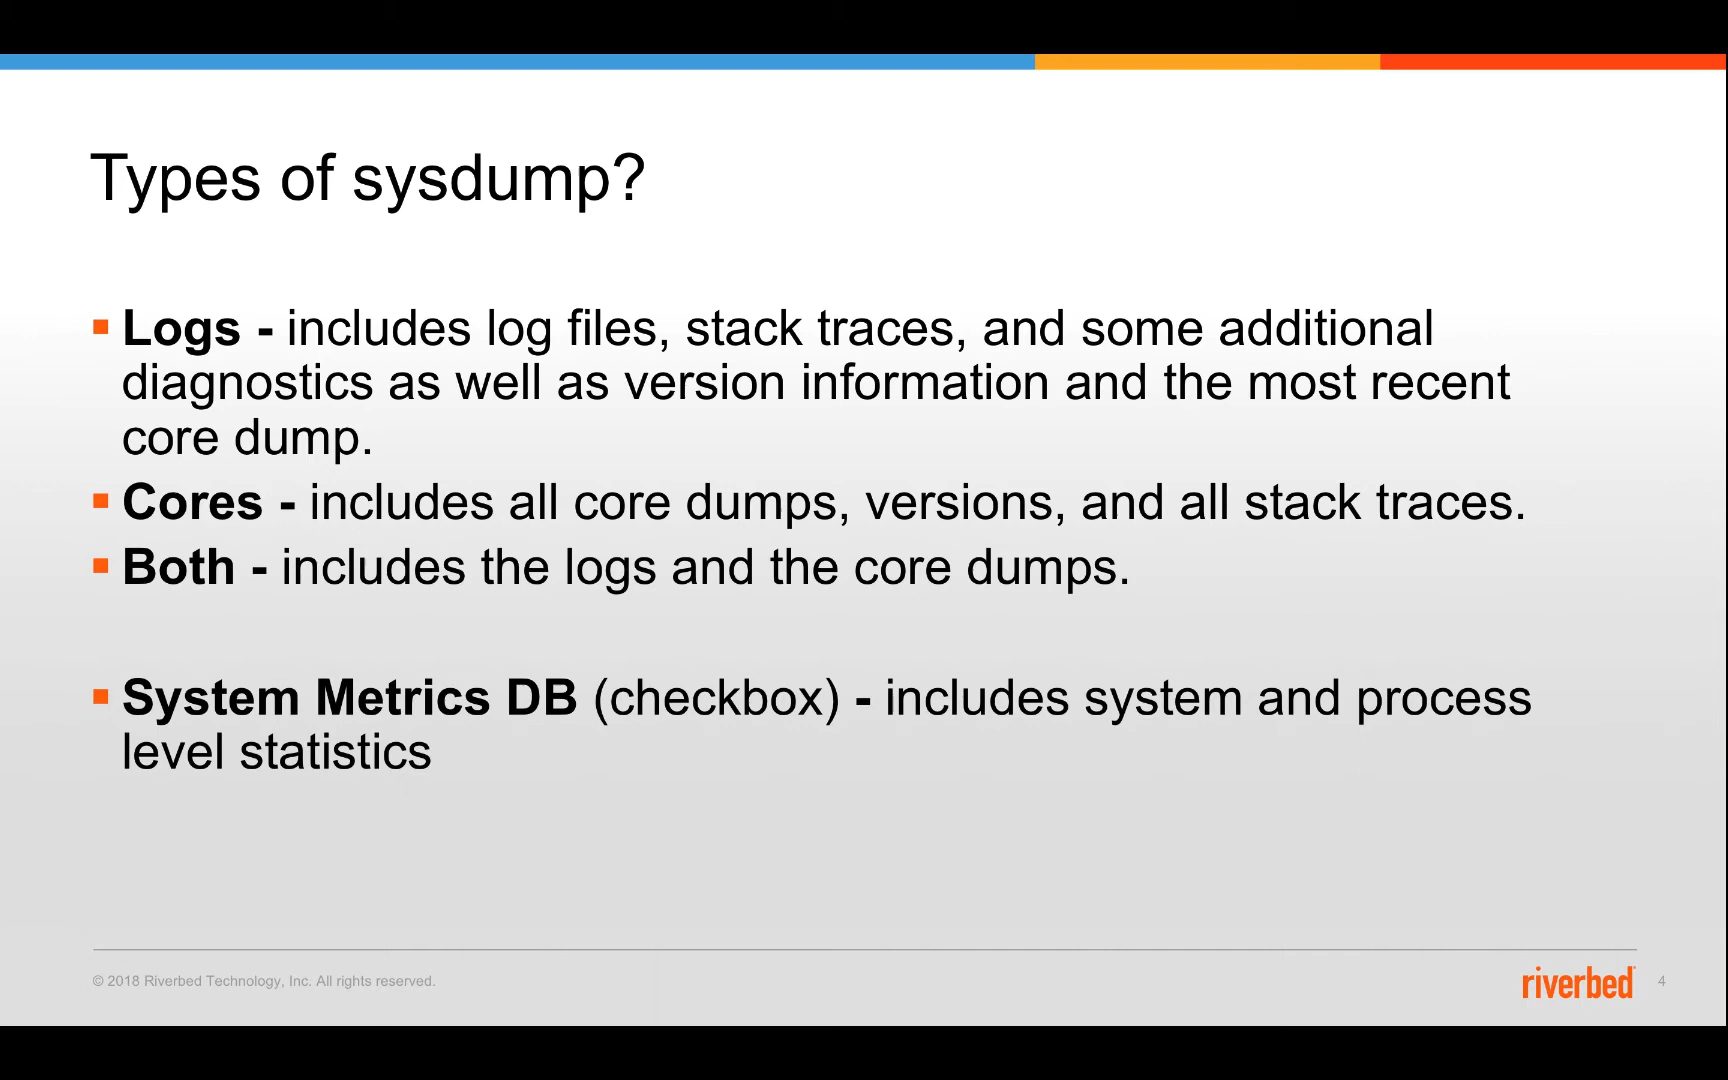 Types of sysdump?
Logs - includes log files, stack traces, and some additional
diagnostics as well as version information and the most recent
core dump.
Cores - includes all core dumps, versions, and all stack traces.
Both - includes the logs and the core dumps.
System Metrics DB (checkbox) - includes system and process
level statistics
© 2018 Riverbed Technology, Inc. All rights reserved.
riverbed
4